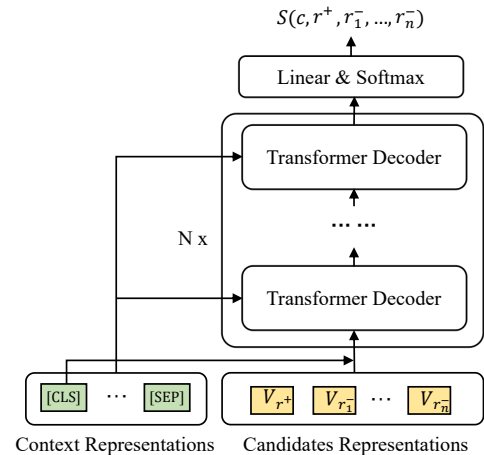 S(c, r⁺, r₁⁻, ..., rₙ⁻)
Linear & Softmax
Transformer Decoder
... ...
N x
Transformer Decoder
[CLS] ... [SEP]
V_{r⁺} V_{r₁⁻} ... V_{rₙ⁻}
Context Representations
Candidates Representations